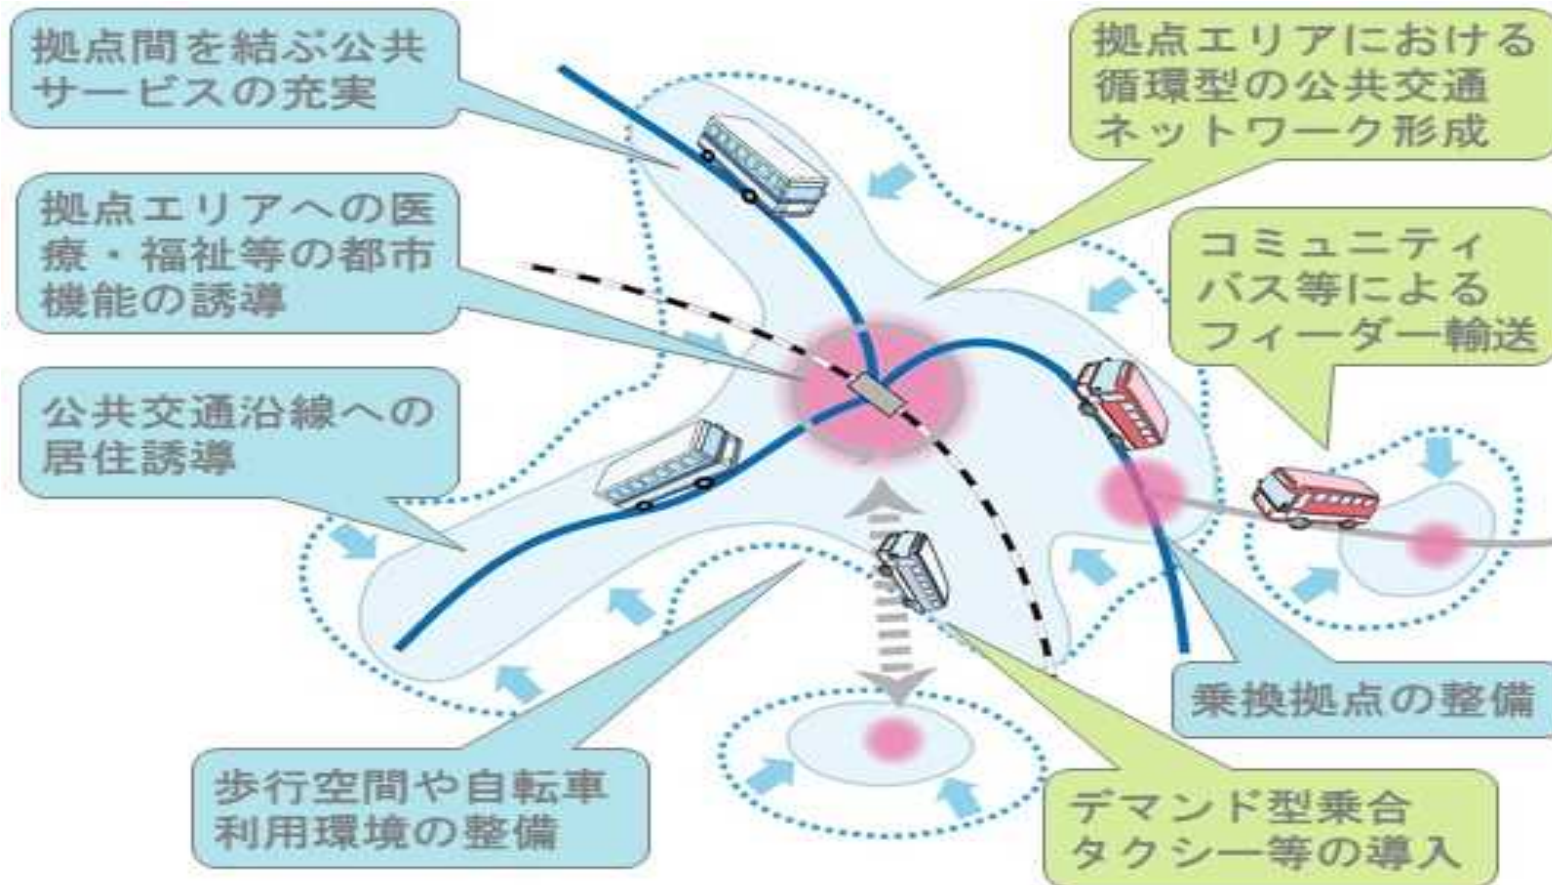 拠点間を結ぶ公共
サービスの充実
拠点エリアへの医
療・福祉等の都市
機能の誘導
公共交通沿線への
居住誘導
歩行空間や自転車
利用環境の整備
拠点エリアにおける
循環型の公共交通
ネットワーク形成
コミュニティ
バス等による
フィーダー輸送
乗換拠点の整備
デマンド型乗合
タクシー等の導入